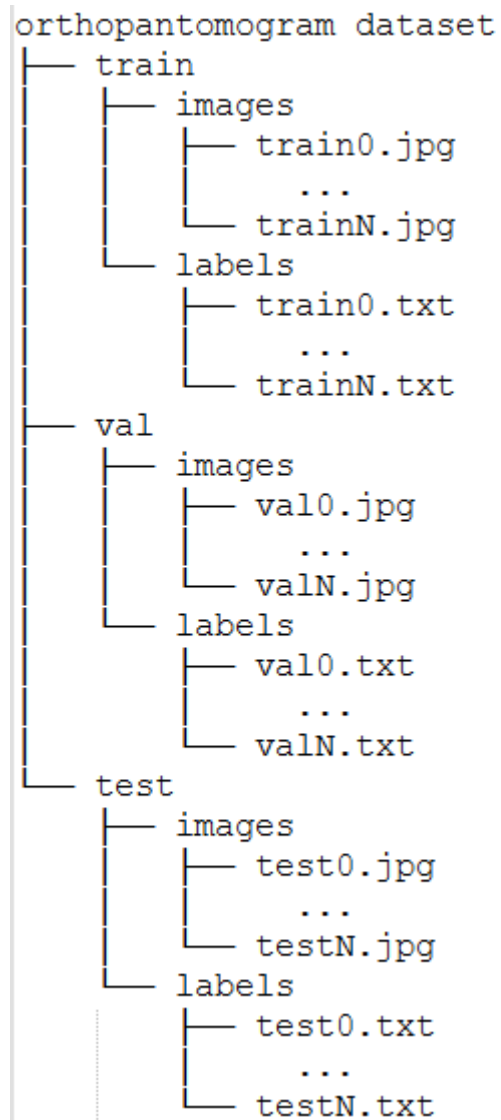 orthopantomogram dataset
├── train
│   ├── images
│   │   ├── train0.jpg
│   │   │   ...
│   │   └── trainN.jpg
│   └── labels
│       ├── train0.txt
│       │   ...
│       └── trainN.txt
├── val
│   ├── images
│   │   ├── val0.jpg
│   │   │   ...
│   │   └── valN.jpg
│   └── labels
│       ├── val0.txt
│       │   ...
│       └── valN.txt
└── test
    ├── images
    │   ├── test0.jpg
    │   │   ...
    │   └── testN.jpg
    └── labels
        ├── test0.txt
        │   ...
        └── testN.txt